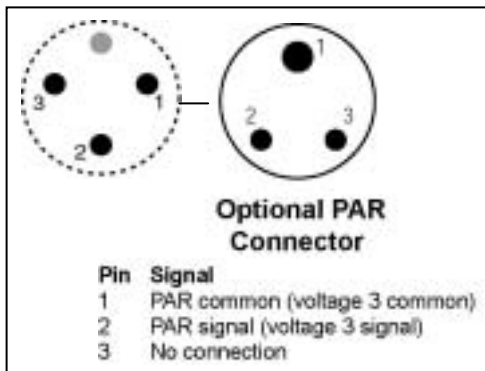 3 1
2
1
2 3
Optional PAR
Connector
Pin Signal
1 PAR common (voltage 3 common)
2 PAR signal (voltage 3 signal)
3 No connection